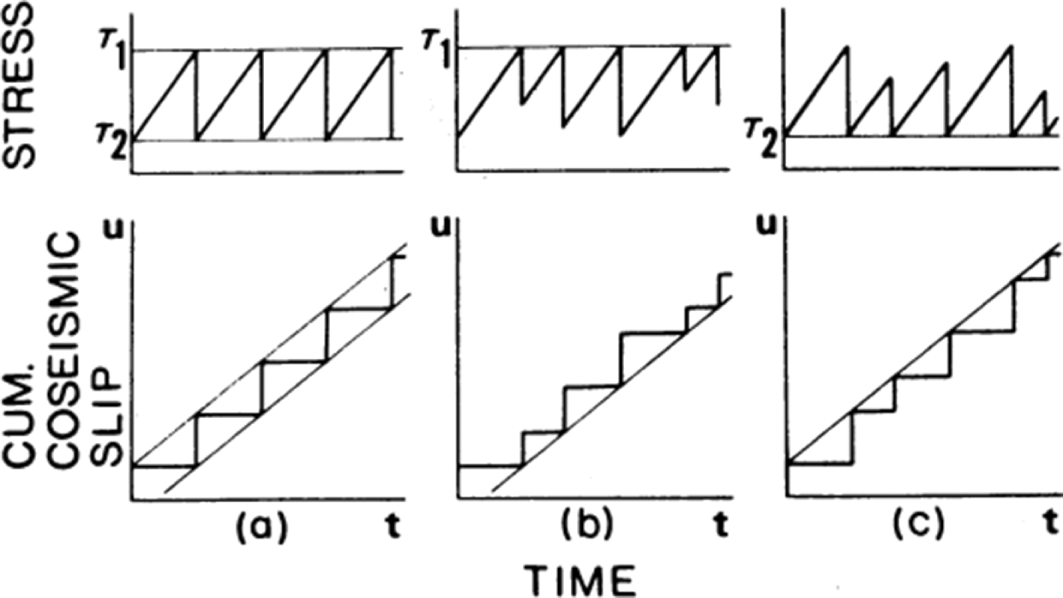 STRESS
τ1
τ2
τ1
τ2
CUM.
COSEISMIC
SLIP
u
u
u
(a)
t
(b)
t
(c)
t
TIME